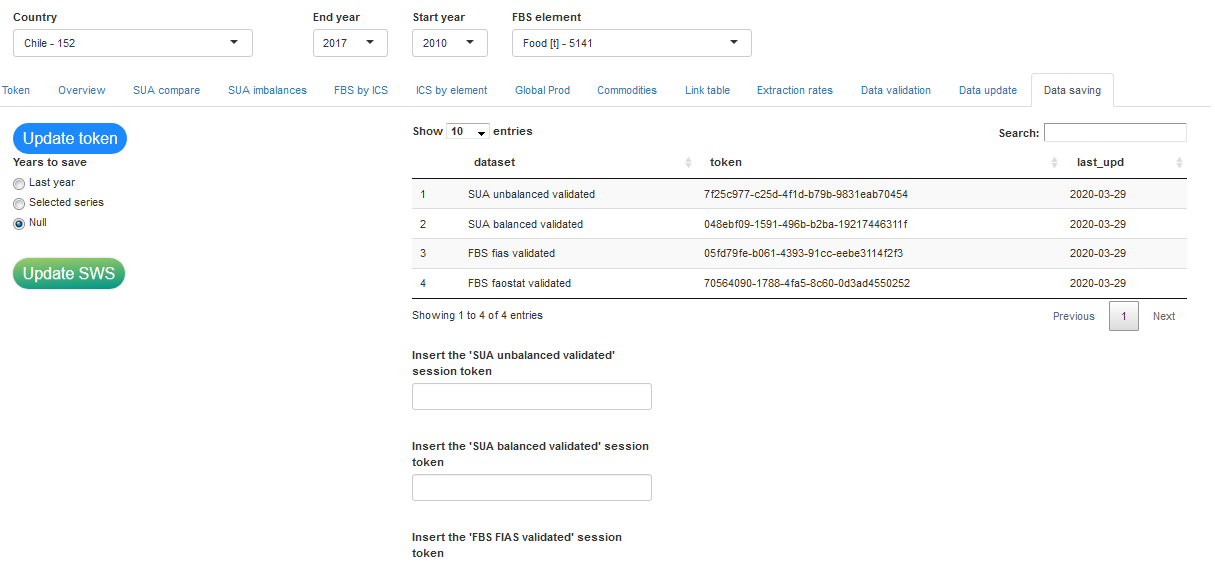 Country End year Start year FBS element
Chile - 152 2017 2010 Food [t] - 5141
Token Overview SUA compare SUA imbalances FBS by ICS ICS by element Global Prod Commodities Link table Extraction rates Data validation Data update Data saving
Update token
Years to save
Last year
Selected series
Null
Update SWS
Show 10 entries Search:
dataset token last_upd
1 SUA unbalanced validated 7f25c977-c25d-4f1d-b79b-9831eab70454 2020-03-29
2 SUA balanced validated 048ebf09-1591-496b-b2ba-19217446311f 2020-03-29
3 FBS fias validated 05fd79fe-b061-4393-91cc-eebe3114f2f3 2020-03-29
4 FBS faostat validated 70564090-1788-4fa5-8c60-0d3ad4550252 2020-03-29
Showing 1 to 4 of 4 entries Previous 1 Next
Insert the 'SUA unbalanced validated'
session token
Insert the 'SUA balanced validated' session
token
Insert the 'FBS FIAS validated' session
token